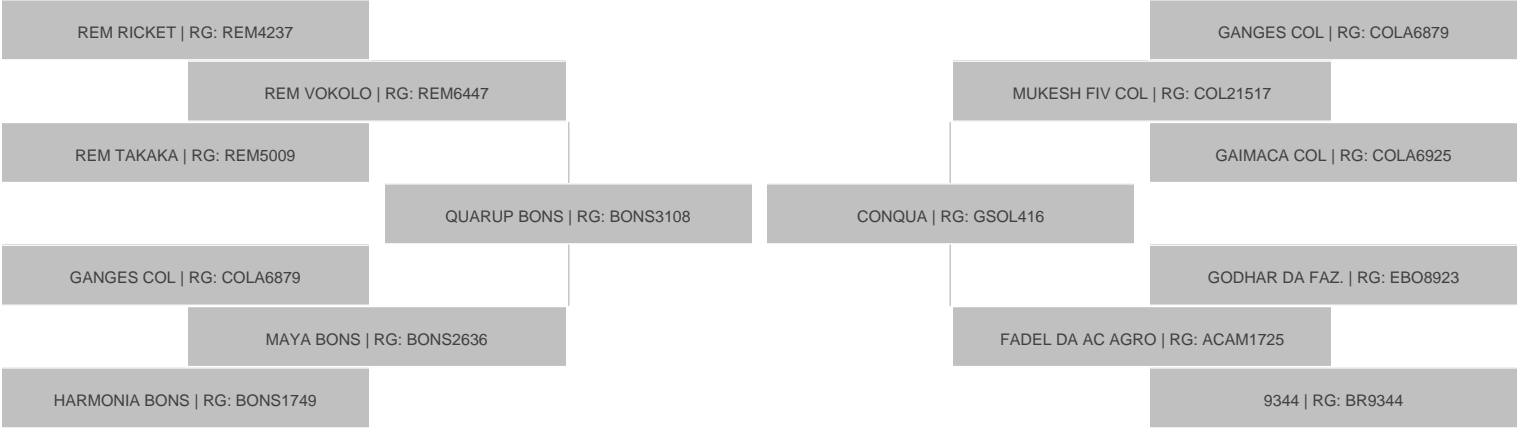 REM RICKET | RG: REM4237
GANGES COL | RG: COLA6879
REM VOKOLO | RG: REM6447
MUKESH FIV COL | RG: COL21517
REM TAKAKA | RG: REM5009
GAIMACA COL | RG: COLA6925
QUARUP BONS | RG: BONS3108
CONQUA | RG: GSOL416
GANGES COL | RG: COLA6879
GODHAR DA FAZ. | RG: EBO8923
MAYA BONS | RG: BONS2636
FADEL DA AC AGRO | RG: ACAM1725
HARMONIA BONS | RG: BONS1749
9344 | RG: BR9344